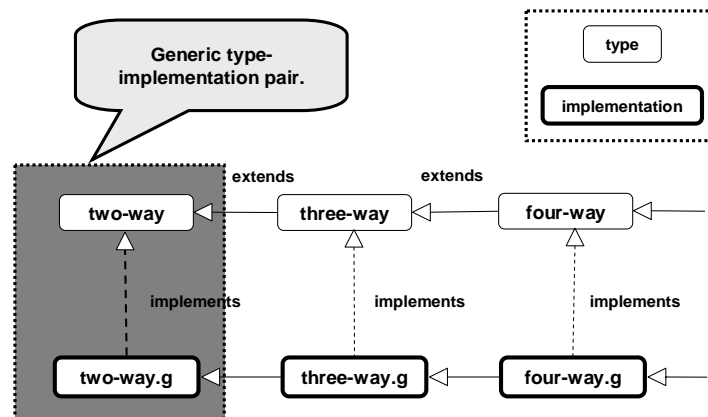 Generic type-
implementation pair.
type
implementation
extends
extends
two-way
three-way
four-way
implements
implements
implements
two-way.g
three-way.g
four-way.g